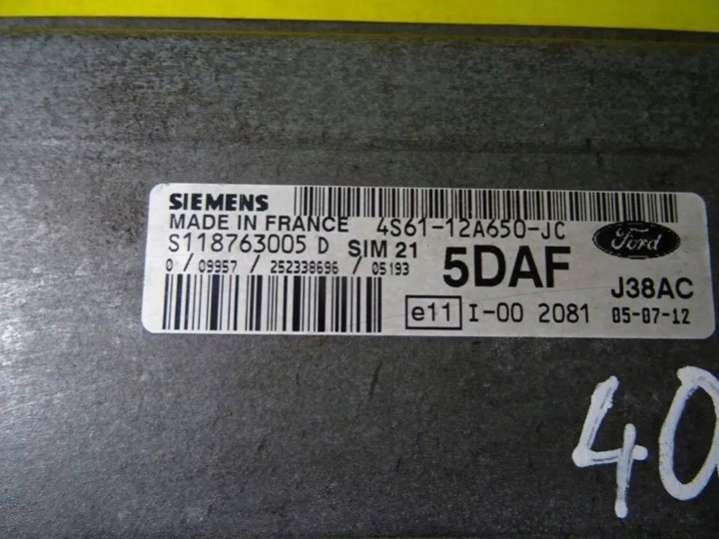 SIEMENS
MADE IN FRANCE 4S61-12A650-JC
S118763005 D SIM 21
Ford
0 / 09957 / 252338696 / 05193
5DAF J38AC
e11 I-00 2081 05-07-12
40